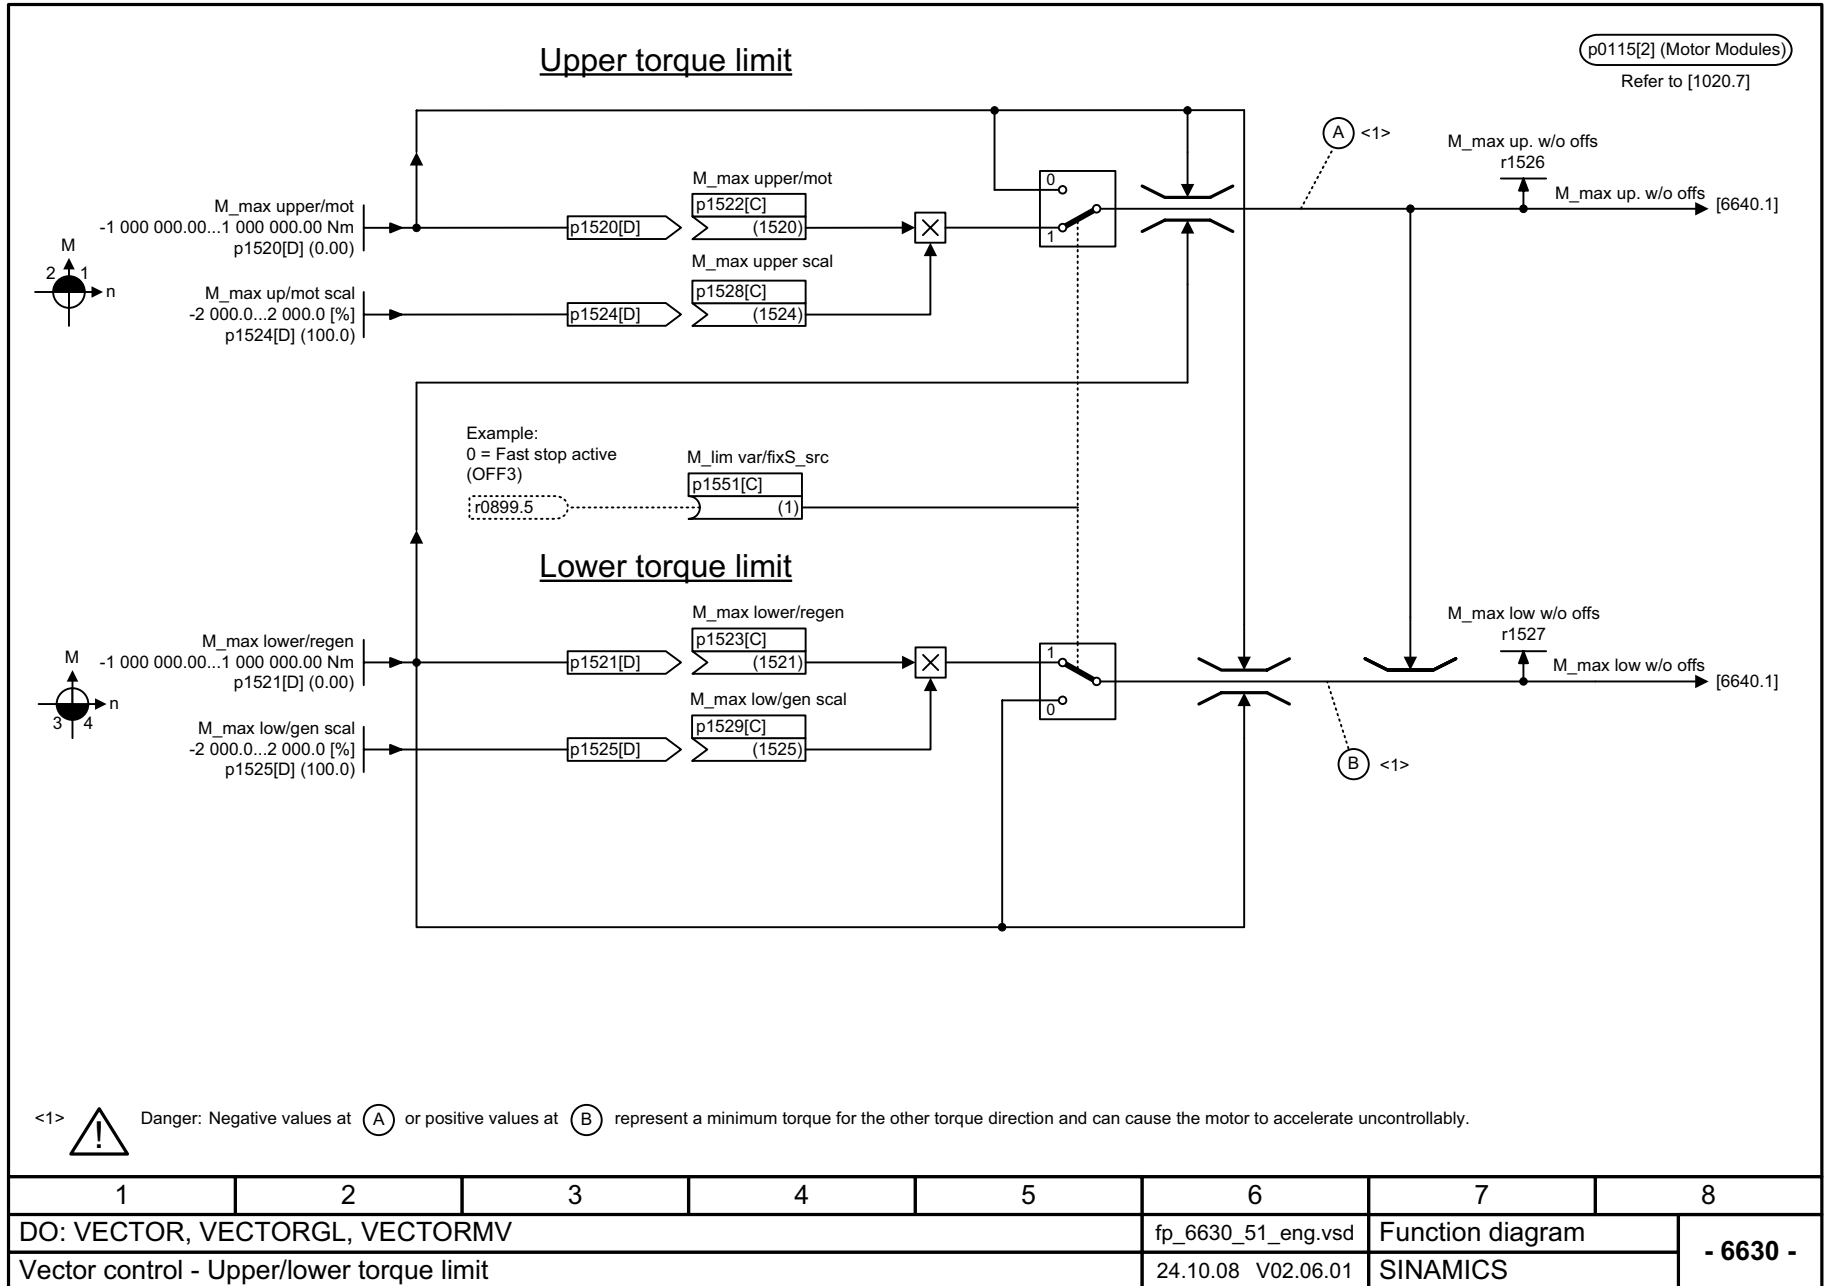 Upper torque limit
p0115[2] (Motor Modules)
Refer to [1020.7]
A <1>
M_max up. w/o offs
r1526
M_max up. w/o offs
[6640.1]
M_max upper/mot
-1 000 000.00...1 000 000.00 Nm
p1520[D] (0.00)
p1520[D]
M_max upper/mot
p1522[C]
(1520)
0
1
M
2 1
n
M_max up/mot scal
-2 000.0...2 000.0 [%]
p1524[D] (100.0)
p1524[D]
M_max upper scal
p1528[C]
(1524)
Example:
0 = Fast stop active
(OFF3)
r0899.5
M_lim var/fixS_src
p1551[C]
(1)
Lower torque limit
M_max lower/regen
-1 000 000.00...1 000 000.00 Nm
p1521[D] (0.00)
p1521[D]
M_max lower/regen
p1523[C]
(1521)
1
0
M_max low w/o offs
r1527
M_max low w/o offs
[6640.1]
M
n
3 4
M_max low/gen scal
-2 000.0...2 000.0 [%]
p1525[D] (100.0)
p1525[D]
M_max low/gen scal
p1529[C]
(1525)
B <1>
<1> ! Danger: Negative values at A or positive values at B represent a minimum torque for the other torque direction and can cause the motor to accelerate uncontrollably.
1 2 3 4 5 6 7 8
DO: VECTOR, VECTORGL, VECTORMV
fp_6630_51_eng.vsd
Function diagram
- 6630 -
Vector control - Upper/lower torque limit
24.10.08 V02.06.01
SINAMICS